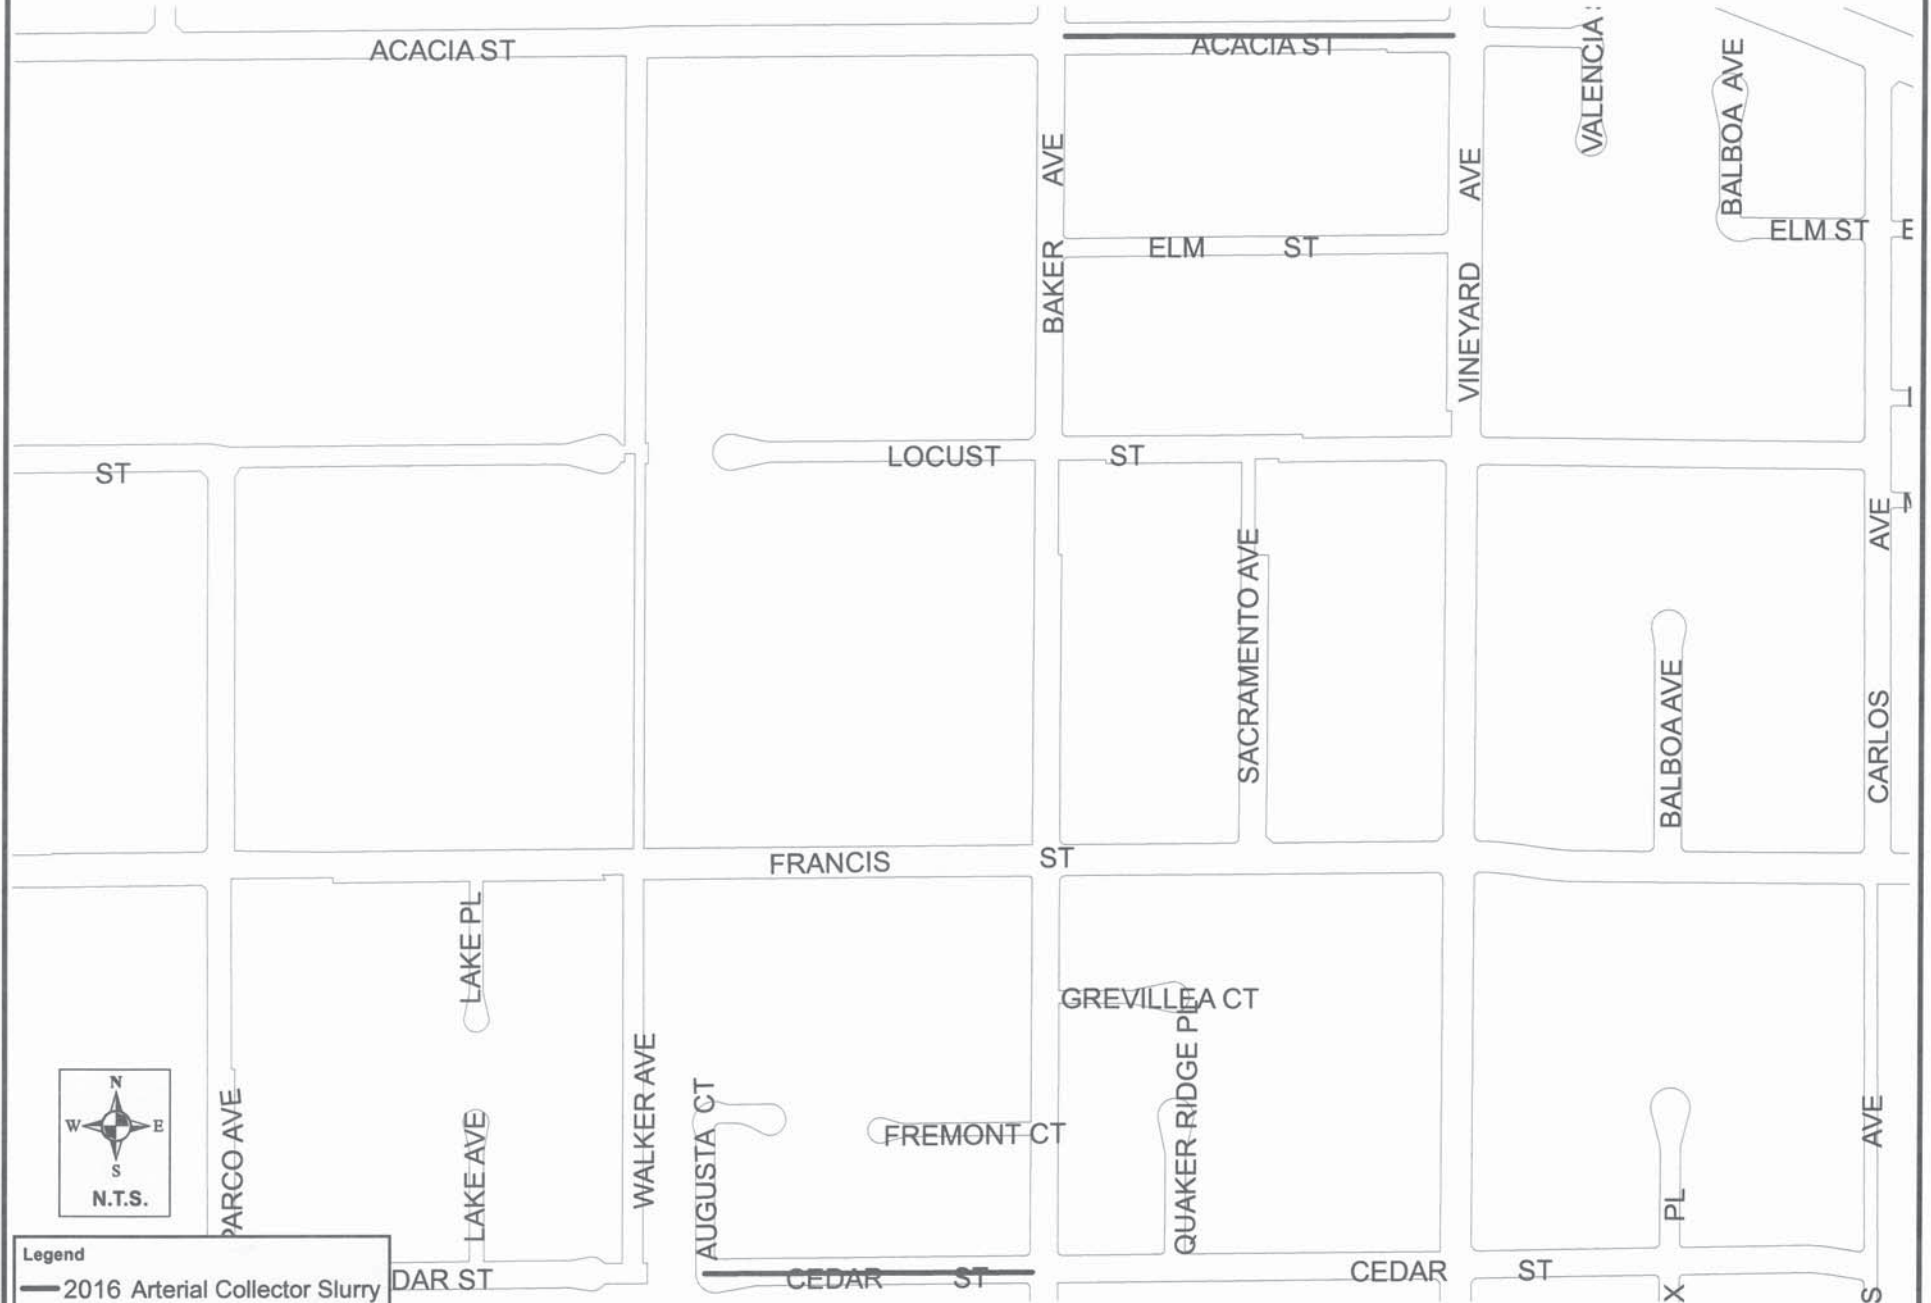 ACACIA ST
ACACIA ST
VALENCIA
BALBOA AVE
BAKER AVE
VINEYARD AVE
ELM ST
ELM ST
E
LOCUST ST
ST
SACRAMENTO AVE
BALBOA AVE
CARLOS AVE
FRANCIS ST
LAKE PL
GREVILLEA CT
QUAKER RIDGE PL
FREMONT CT
WALKER AVE
AUGUSTA CT
LAKE AVE
PARCO AVE
PL
AVE
N
W E
S
N.T.S.
Legend
2016 Arterial Collector Slurry
DAR ST
CEDAR ST
CEDAR ST
X
S